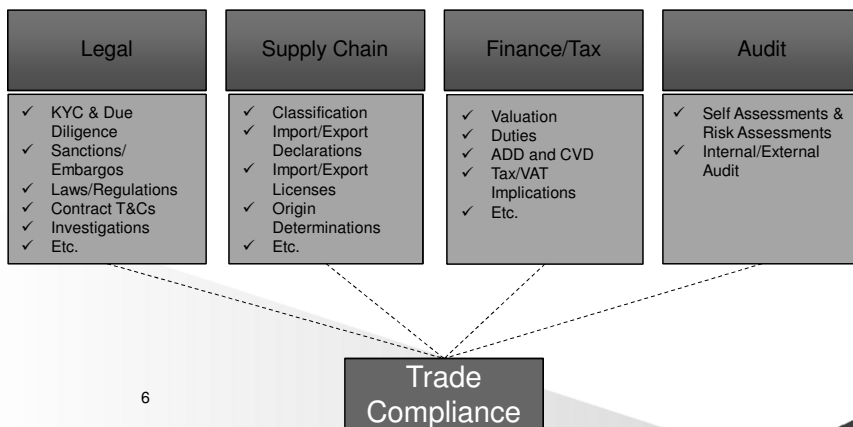 Legal
✓ KYC & Due
Diligence
✓ Sanctions/
Embargos
✓ Laws/Regulations
✓ Contract T&Cs
✓ Investigations
✓ Etc.
Supply Chain
✓ Classification
✓ Import/Export
Declarations
✓ Import/Export
Licenses
✓ Origin
Determinations
✓ Etc.
Finance/Tax
✓ Valuation
✓ Duties
✓ ADD and CVD
✓ Tax/VAT
Implications
✓ Etc.
Audit
✓ Self Assessments &
Risk Assessments
✓ Internal/External
Audit
Trade
Compliance
6